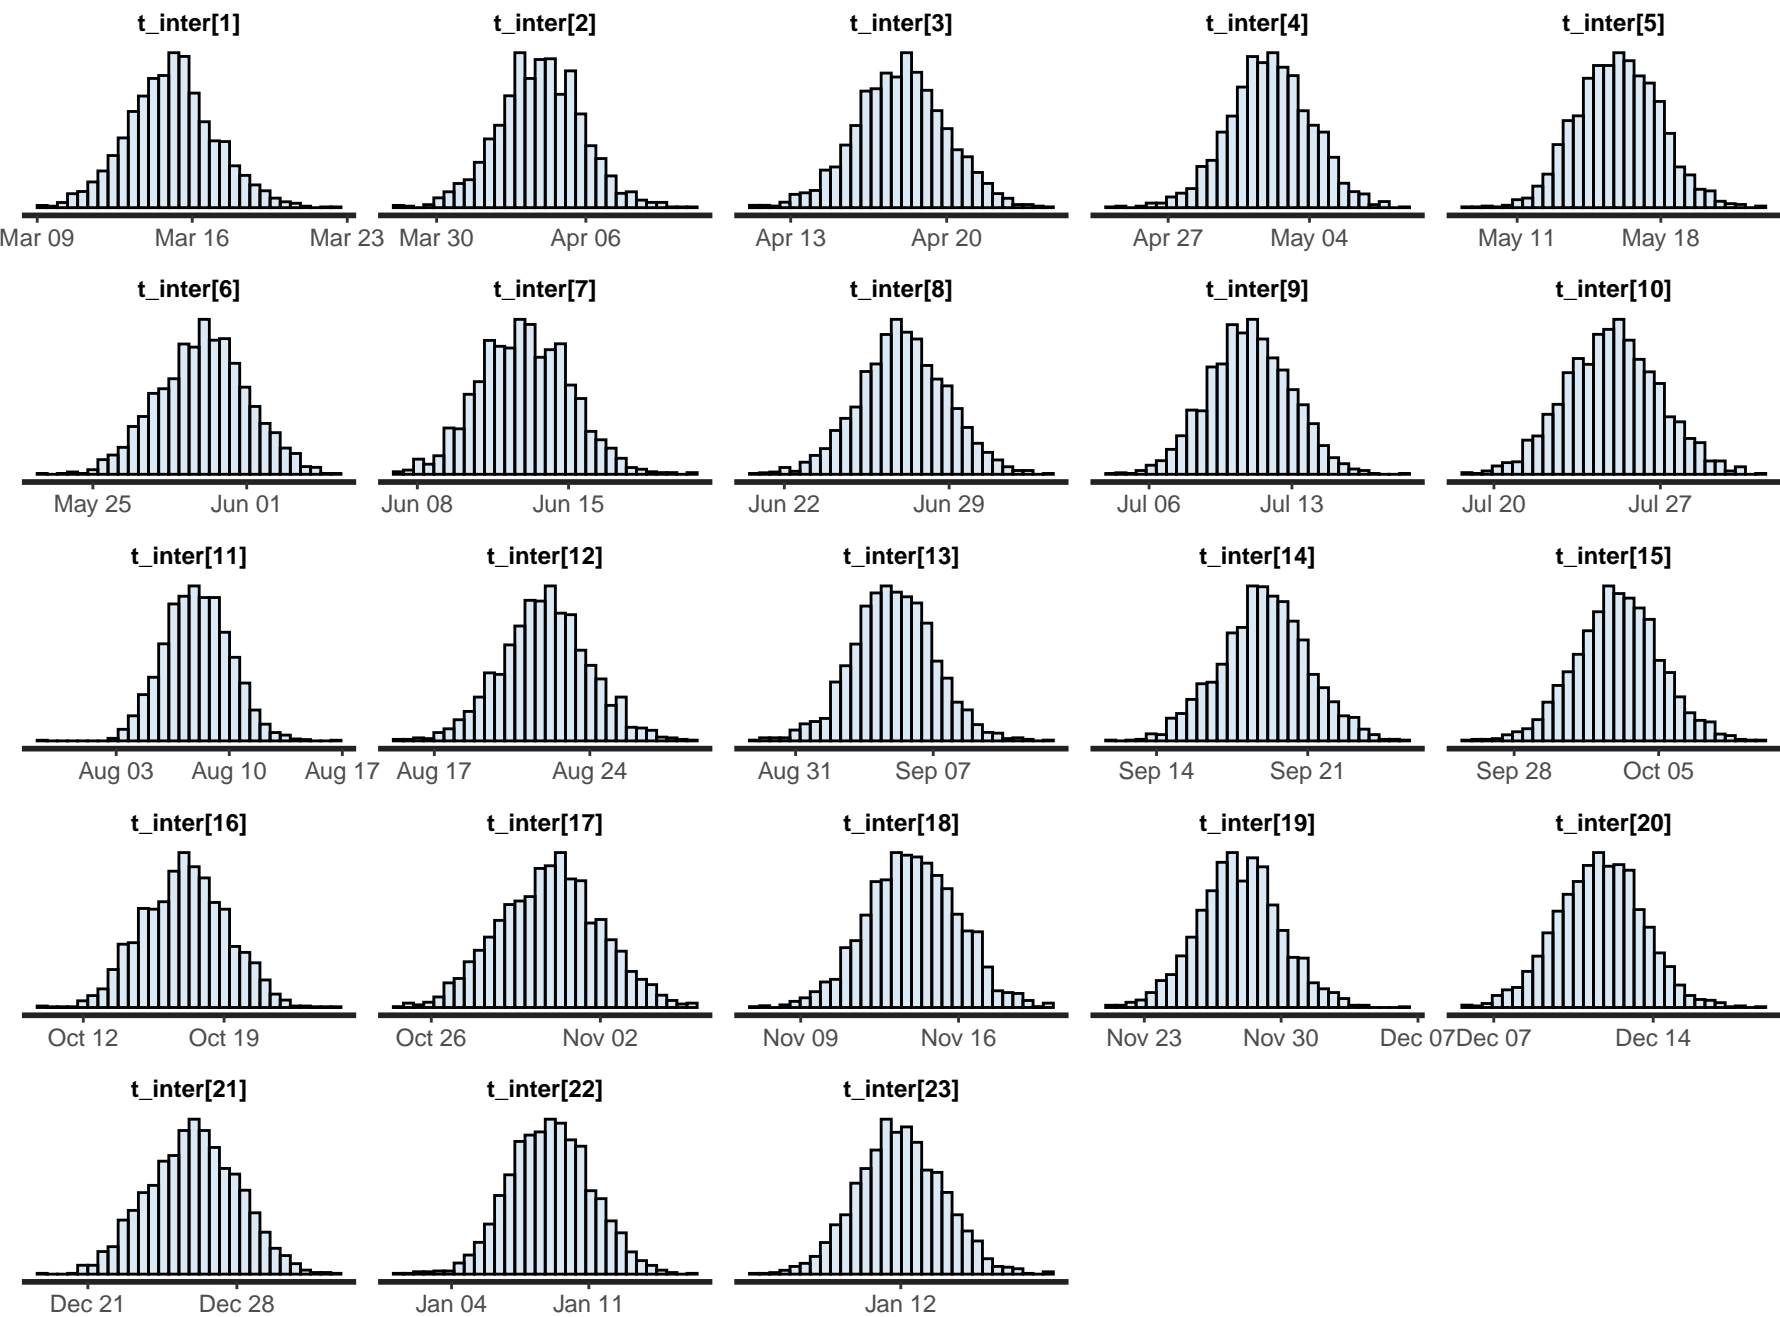 t_inter[1] t_inter[2] t_inter[3] t_inter[4] t_inter[5]
Mar 09 Mar 16 Mar 23 Mar 30 Apr 06 Apr 13 Apr 20 Apr 27 May 04 May 11 May 18
t_inter[6] t_inter[7] t_inter[8] t_inter[9] t_inter[10]
May 25 Jun 01 Jun 08 Jun 15 Jun 22 Jun 29 Jul 06 Jul 13 Jul 20 Jul 27
t_inter[11] t_inter[12] t_inter[13] t_inter[14] t_inter[15]
Aug 03 Aug 10 Aug 17 Aug 17 Aug 24 Aug 31 Sep 07 Sep 14 Sep 21 Sep 28 Oct 05
t_inter[16] t_inter[17] t_inter[18] t_inter[19] t_inter[20]
Oct 12 Oct 19 Oct 26 Nov 02 Nov 09 Nov 16 Nov 23 Nov 30 Dec 07 Dec 07 Dec 14
t_inter[21] t_inter[22] t_inter[23]
Dec 21 Dec 28 Jan 04 Jan 11 Jan 12